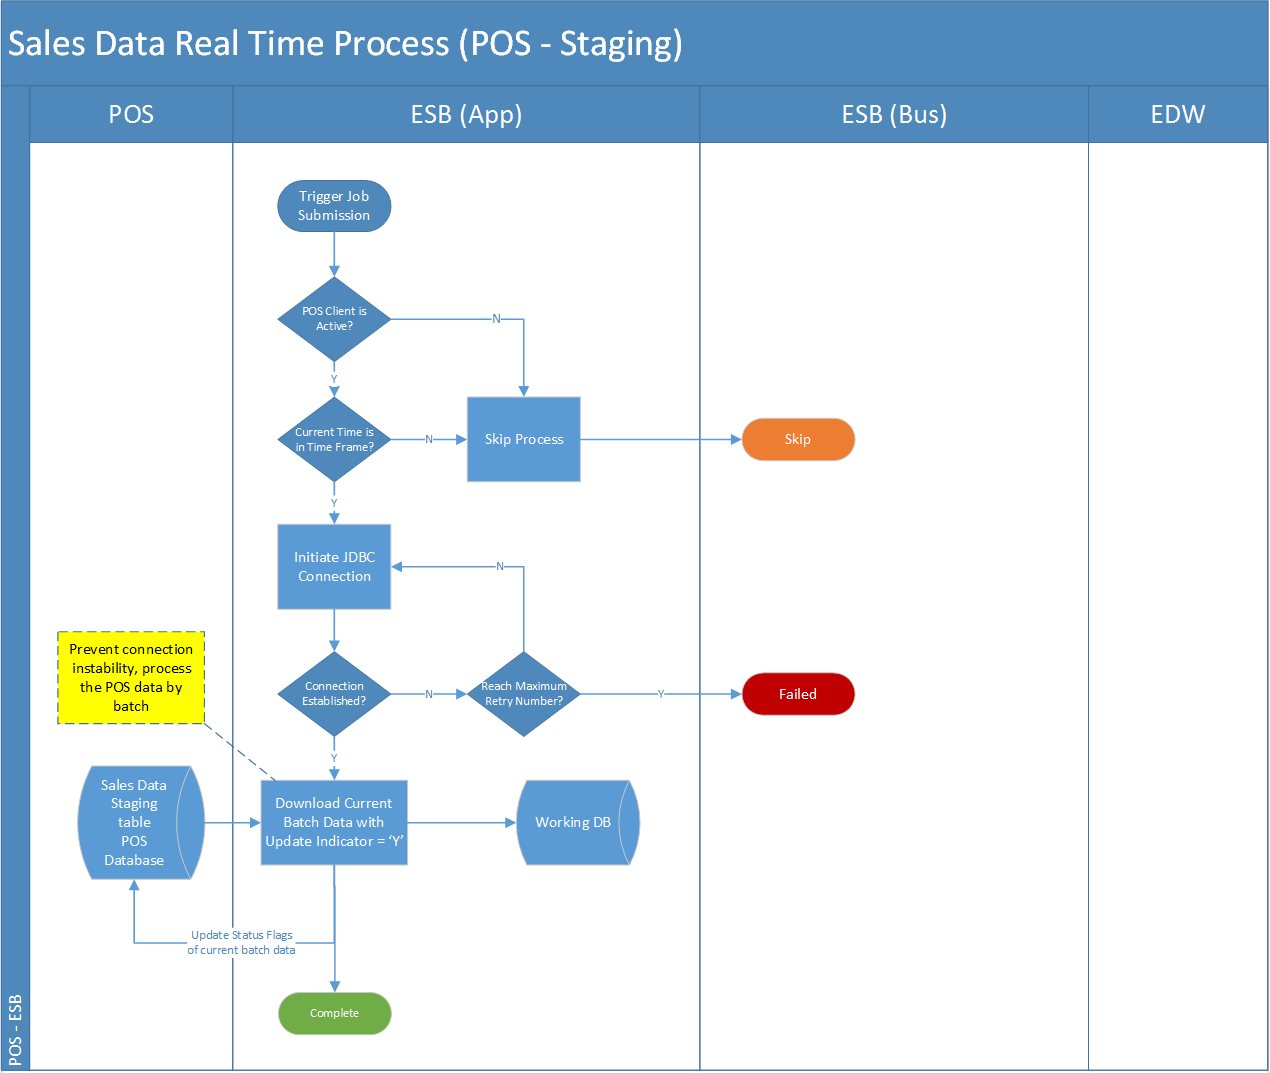 Sales Data Real Time Process (POS - Staging)
POS
ESB (App)
ESB (Bus)
EDW
Trigger Job
Submission
POS Client is
Active?
N
Y
Current Time is
in Time Frame?
N
Skip Process
Skip
Y
Initiate JDBC
Connection
N
Prevent connection
instability, process
the POS data by
batch
Connection
Established?
N
Reach Maximum
Retry Number?
Y
Failed
Y
Sales Data
Staging
table
POS
Database
Download Current
Batch Data with
Update Indicator = ‘Y’
Working DB
Update Status Flags
of current batch data
Complete
POS - ESB